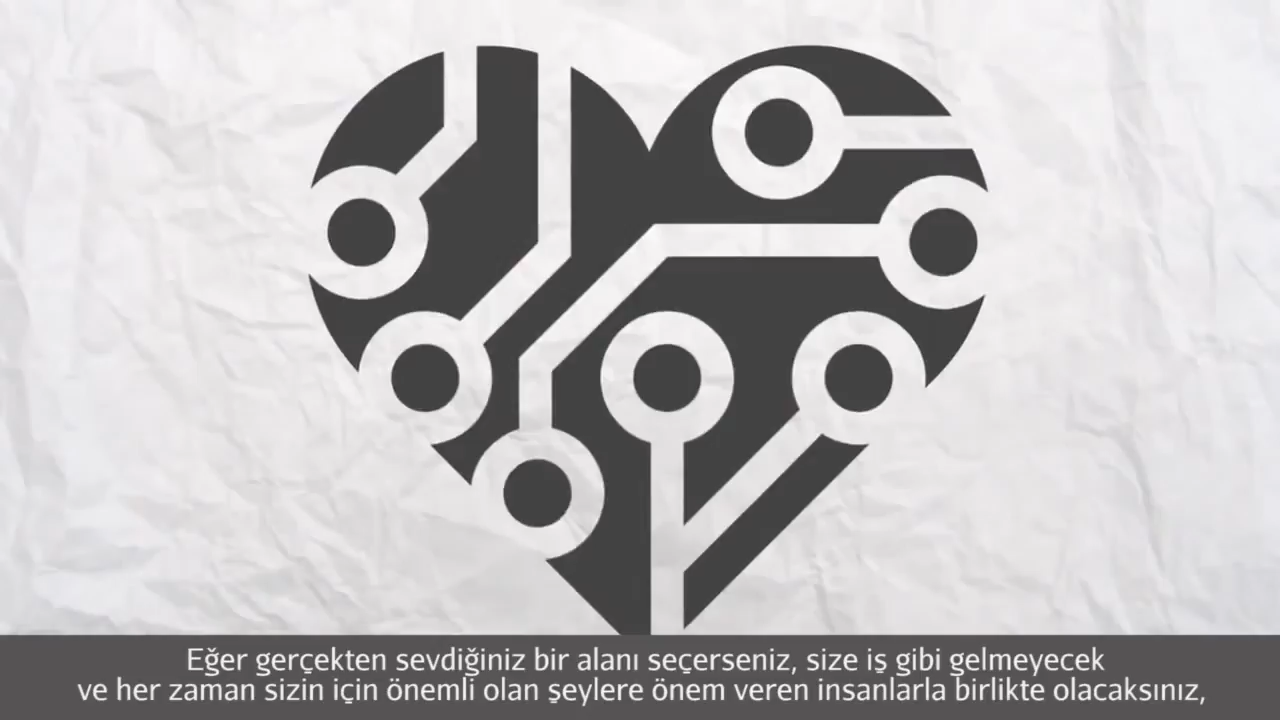 Eğer gerçekten sevdiğiniz bir alanı seçerseniz, size iş gibi gelmeyecek
ve her zaman sizin için önemli olan şeylere önem veren insanlarla birlikte olacaksınız,